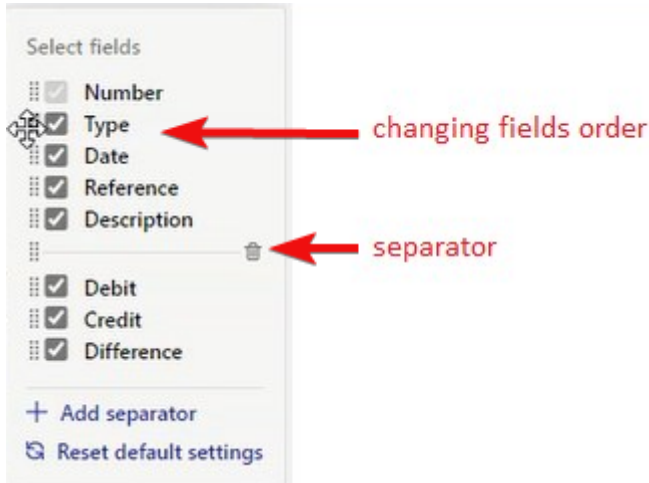 Select fields
Number
Type
changing fields order
Date
Reference
Description
separator
Debit
Credit
Difference
Add separator
Reset default settings